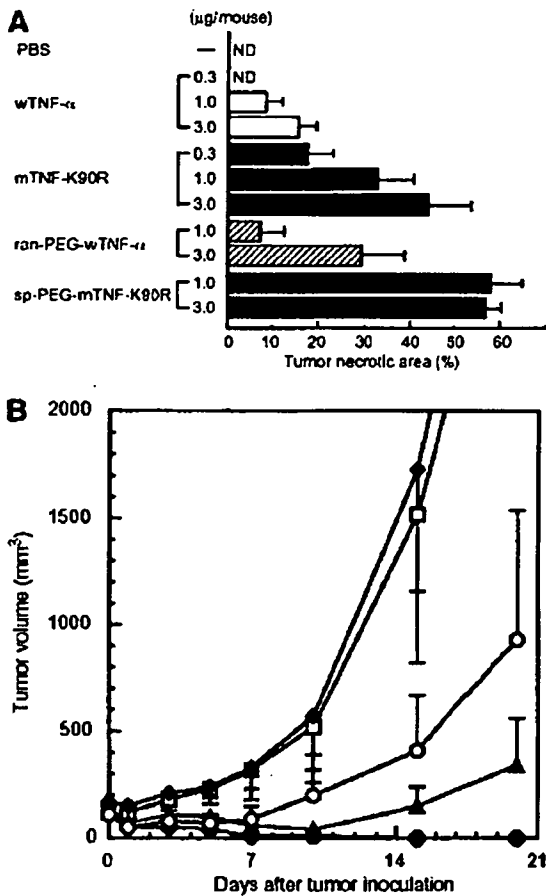 A
(μg/mouse)
PBS
— ND
wTNF-α
0.3 ND
1.0
3.0
mTNF-K90R
0.3
1.0
3.0
ran-PEG-wTNF-α
1.0
3.0
sp-PEG-mTNF-K90R
1.0
3.0
0 10 20 30 40 50 60
Tumor necrotic area (%)
B
Tumor volume (mm³)
2000
1500
1000
500
0
0 7 14 21
Days after tumor inoculation